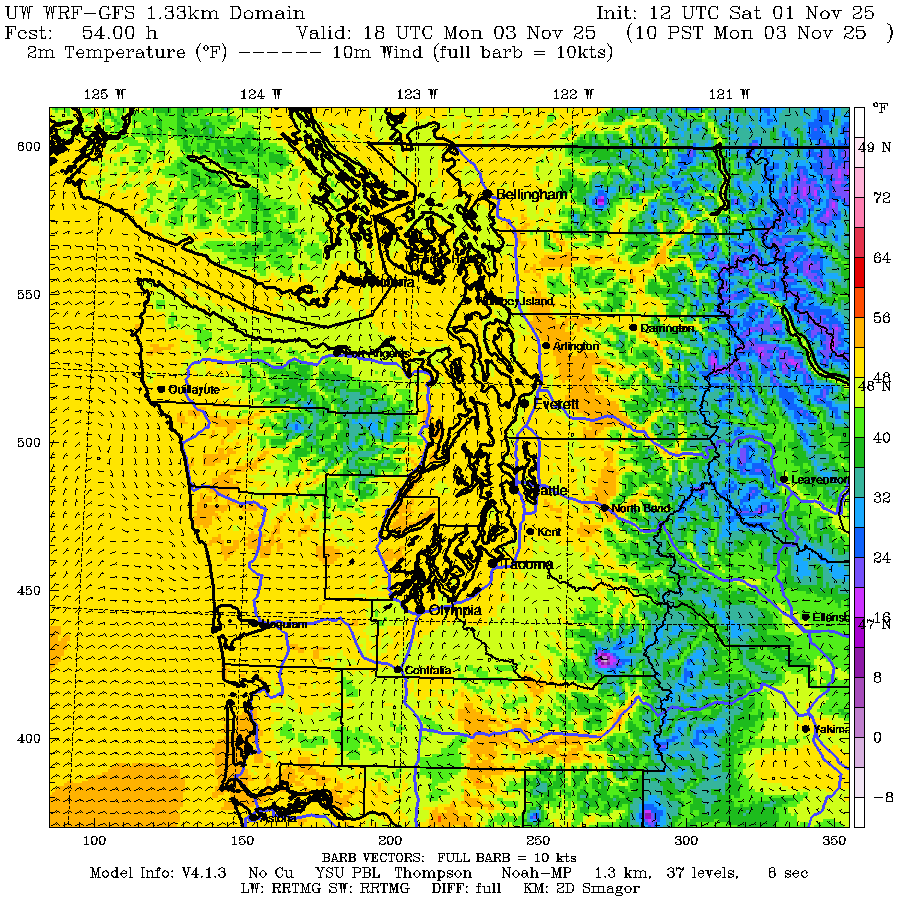 UW WRF-GFS 1.33km Domain Init: 12 UTC Sat 01 Nov 25
Fcst: 54.00 h Valid: 18 UTC Mon 03 Nov 25 (10 PST Mon 03 Nov 25 )
2m Temperature (°F) ------ 10m Wind (full barb = 10kts)
125 W 124 W 123 W 122 W 121 W
°F
600
49 N
Bellingham
72
64
550
Island
56
Darrington
Arlington
Port Angeles
48
48 N
Quillayute
Everett
500
40
Leavenwor
Seattle
32
North Bend
Kent
Tacoma
24
450
Olympia
Ellensb
16
47 N
Hoquiam
Centralia
8
Yakima
400
0
-8
Astoria
100 150 200 250 300 350
BARB VECTORS: FULL BARB = 10 kts
Model Info: V4.1.3 No Cu YSU PBL Thompson Noah-MP 1.3 km, 37 levels, 8 sec
LW: RRTMG SW: RRTMG DIFF: full KM: 2D Smagor